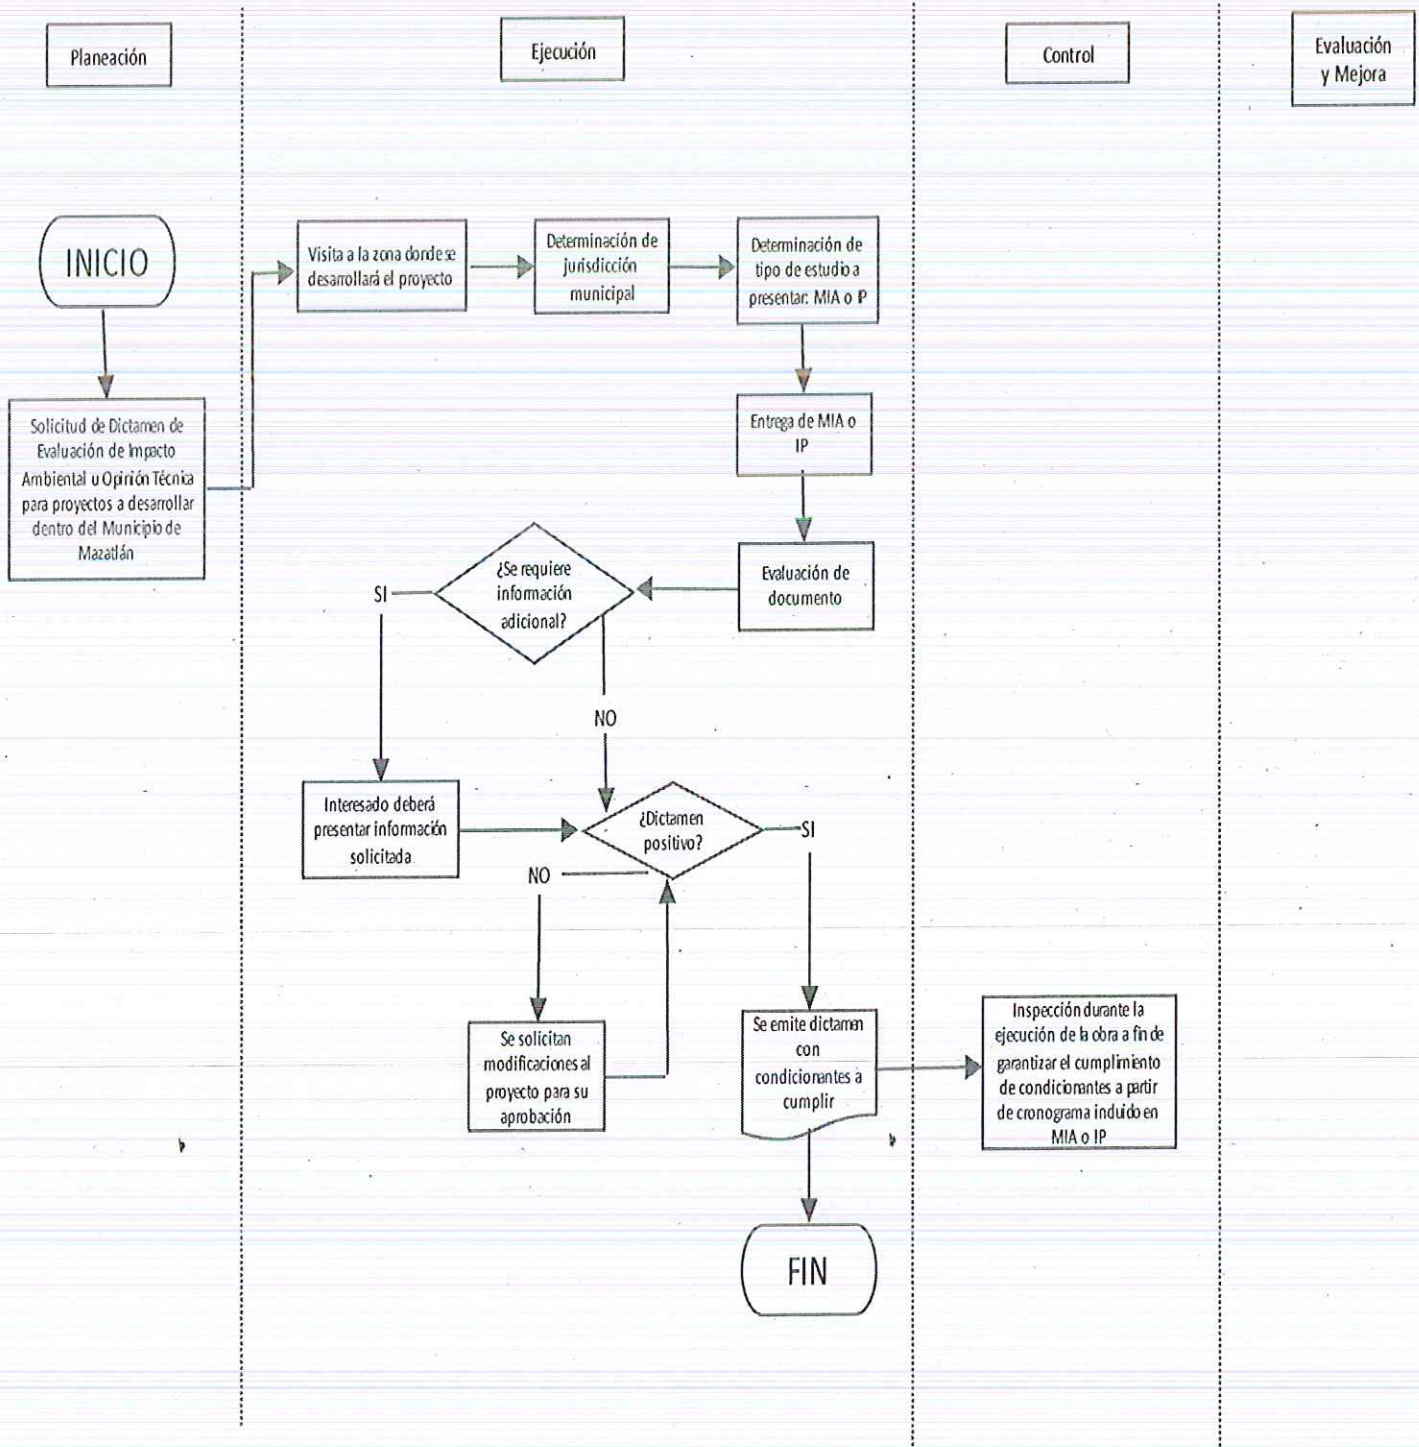 Planeación
Ejecución
Control
Evaluación
y Mejora
INICIO
Solicitud de Dictamen de
Evaluación de Impacto
Ambiental u Opinión Técnica
para proyectos a desarrollar
dentro del Municipio de
Mazatlán
Visita a la zona donde se
desarrollará el proyecto
Determinación de
jurisdicción
municipal
Determinación de
tipo de estudio a
presentar: MIA o IP
Entrega de MIA o
IP
Evaluación de
documento
¿Se requiere
información
adicional?
SI
NO
Interesado deberá
presentar información
solicitada
¿Dictamen
positivo?
SI
NO
Se solicitan
modificaciones al
proyecto para su
aprobación
Se emite dictamen
con
condicionantes a
cumplir
Inspección durante la
ejecución de la obra a fin de
garantizar el cumplimiento
de condicionantes a partir
de cronograma incluido en
MIA o IP
FIN